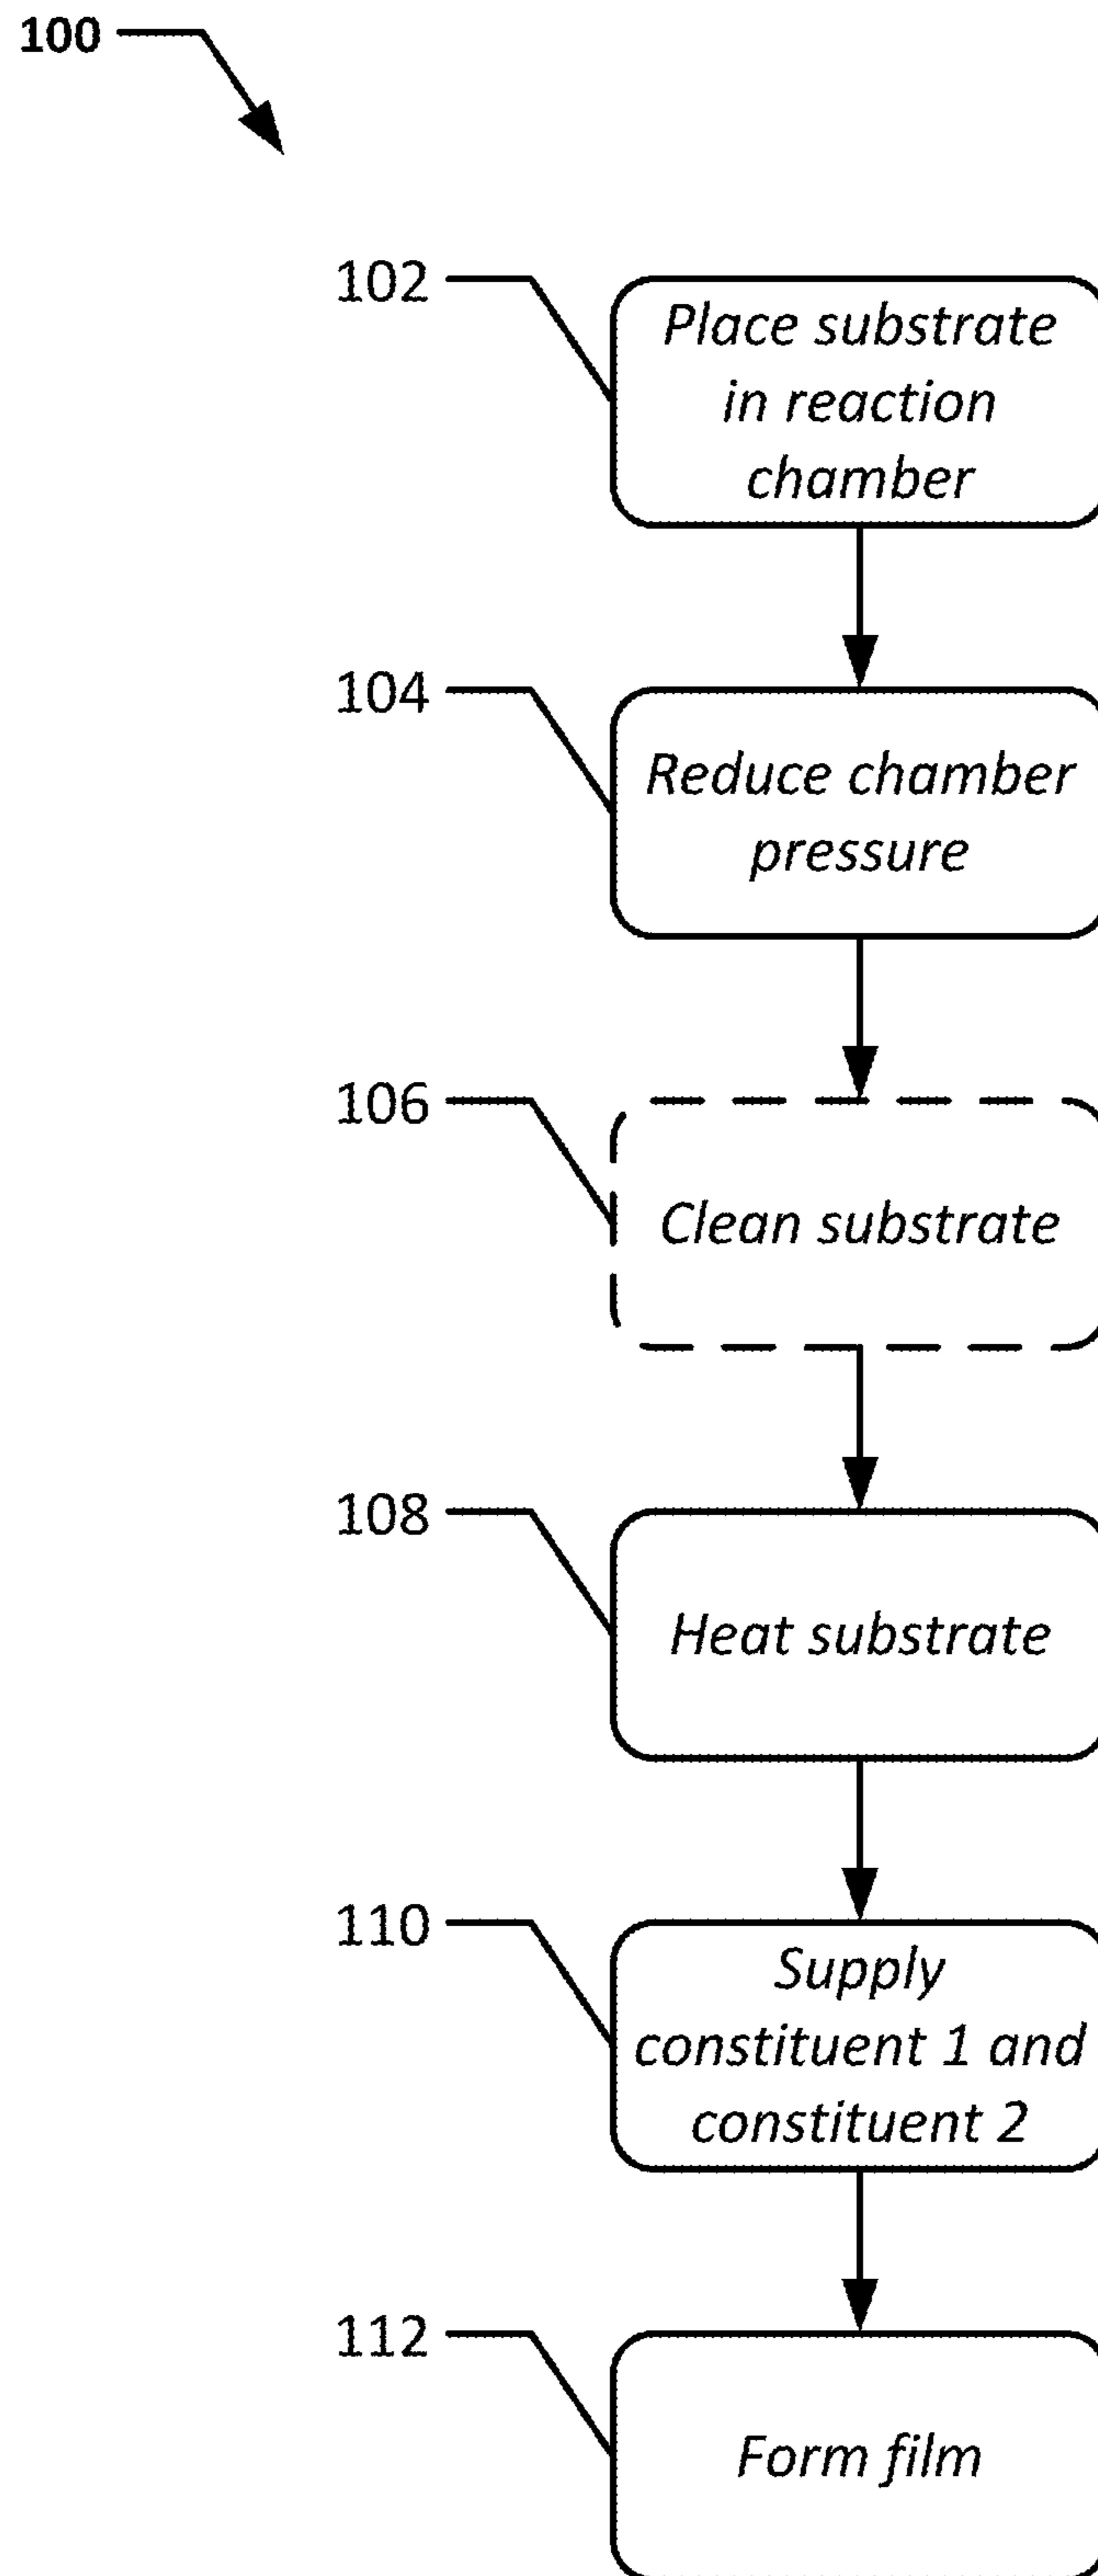 100
102
Place substrate
in reaction
chamber
104
Reduce chamber
pressure
106
Clean substrate
108
Heat substrate
110
Supply
constituent 1 and
constituent 2
112
Form film